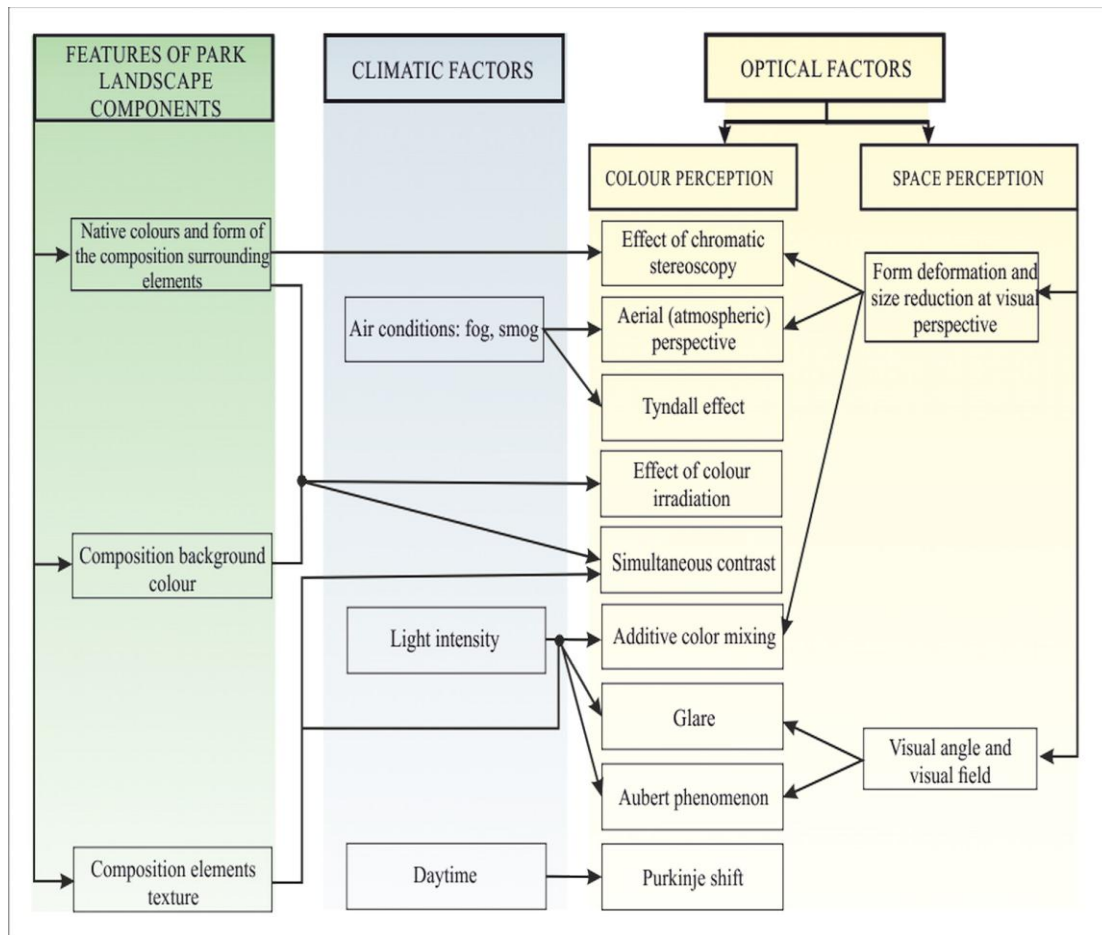 FEATURES OF PARK
LANDSCAPE
COMPONENTS
CLIMATIC FACTORS
OPTICAL FACTORS
COLOUR PERCEPTION
SPACE PERCEPTION
Native colours and form of
the composition surrounding
elements
Composition background
colour
Composition elements
texture
Air conditions: fog, smog
Light intensity
Daytime
Effect of chromatic
stereoscopy
Aerial (atmospheric)
perspective
Tyndall effect
Effect of colour
irradiation
Simultaneous contrast
Additive color mixing
Glare
Aubert phenomenon
Purkinje shift
Form deformation and
size reduction at visual
perspective
Visual angle and
visual field